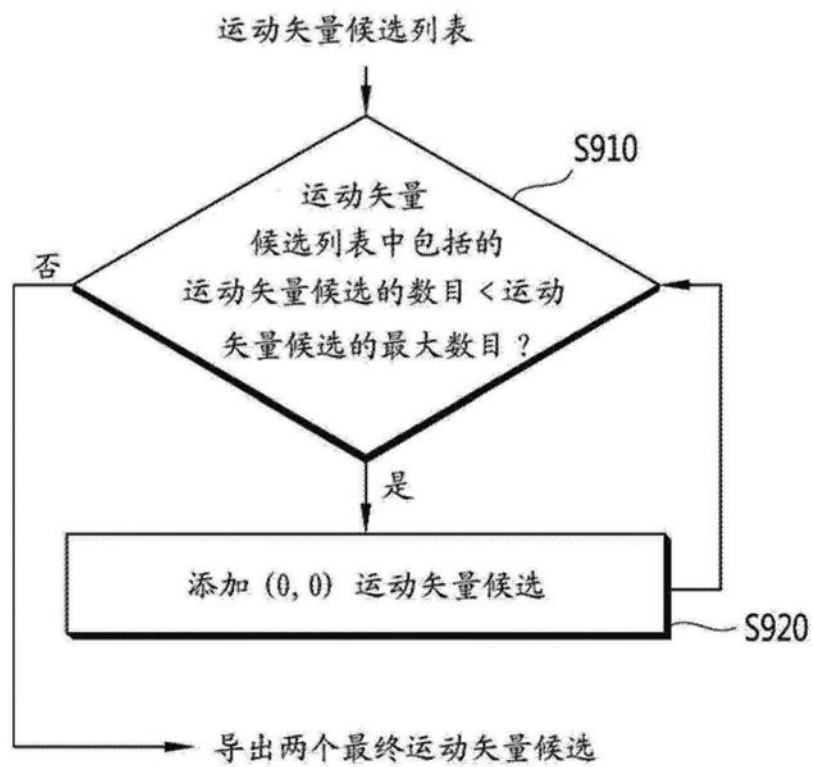 运动矢量候选列表
S910
运动矢量
候选列表中包括的
否
运动矢量候选的数目 < 运动
矢量候选的最大数目 ?
是
添加 (0, 0) 运动矢量候选
S920
导出两个最终运动矢量候选